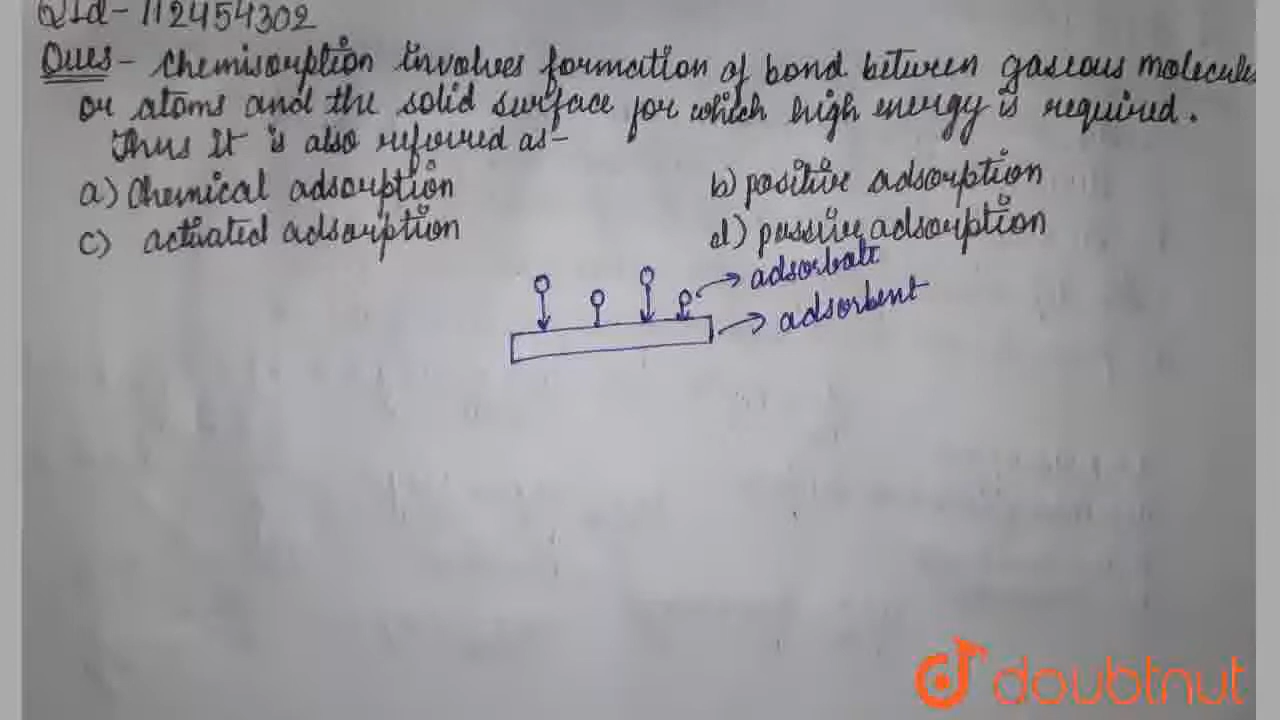 QId - 112454302
Ques - Chemisorption involves formation of bond between gaseous molecules
or atoms and the solid surface for which high energy is required.
Thus It is also referred as -
a) Chemical adsorption b) positive adsorption
c) activated adsorption d) passive adsorption
adsorbate
adsorbent
doubtnut